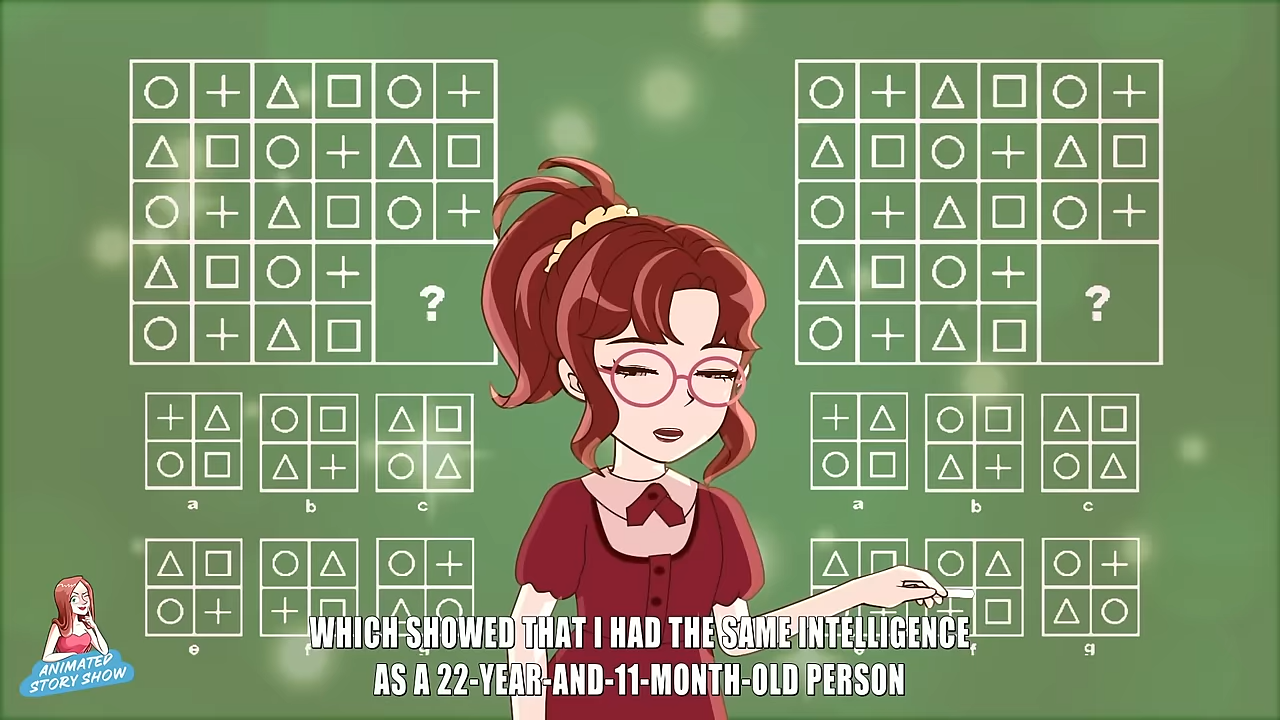 ?
?
a b c
a b c
e f g
e f g
WHICH SHOWED THAT I HAD THE SAME INTELLIGENCE
AS A 22-YEAR-AND-11-MONTH-OLD PERSON
ANIMATED
STORY SHOW